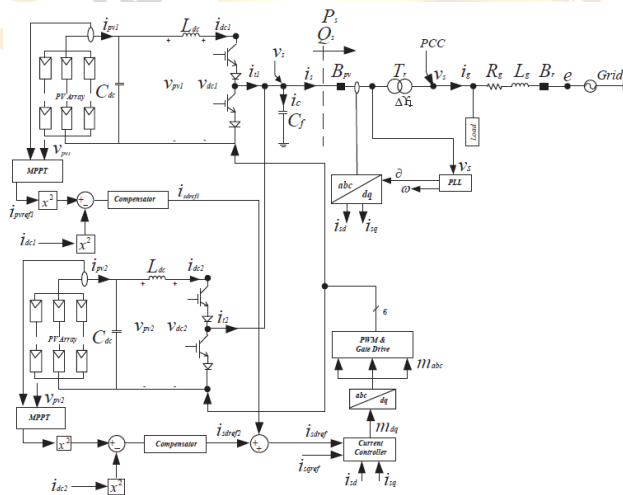 i_pv1
L_dc
i_dc1
P_s
Q_s
PV Array
C_dc
v_pv1
v_dc1
i_t1
v_s
i_s
i_c
C_f
B_pv
T_r
ΔY
PCC
v_s
i_g
R_g
L_g
B_r
e
Grid
Load
MPPT
i_pvref1
x²
+
−
Compensator
i_sdref1
i_dc1
x²
abc
dq
∂
ω
PLL
v_s
i_sd
i_sq
i_pv2
L_dc
i_dc2
PV Array
C_dc
v_pv2
v_dc2
i_t2
6
PWM &
Gate Drive
m_abc
abc
dq
m_dq
v_pv2
MPPT
x²
+
−
Compensator
i_sdref2
+
+
i_sdref
i_sqref
Current
Controller
i_sd
i_sq
i_dc2
x²